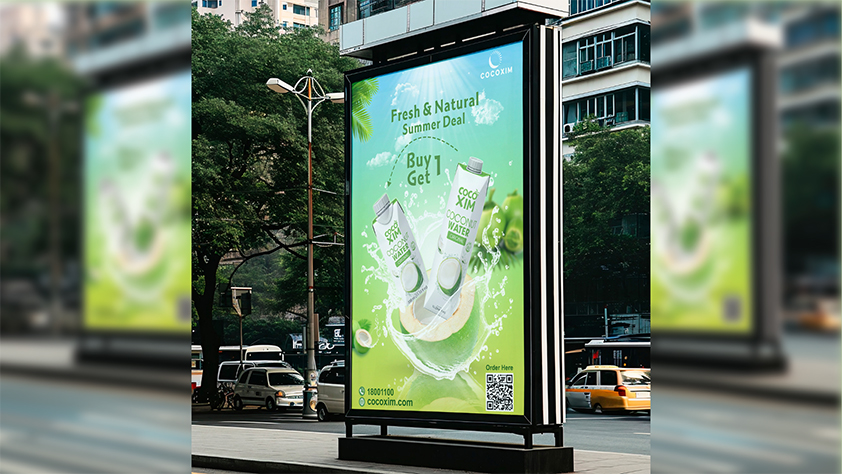 COCOXIM
Fresh & Natural
Summer Deal
Buy 1
Get
COCO
XIM
COCONUT
WATER
COCO
XIM
COCONUT
WATER
Order Here
18001100
cocoxim.com